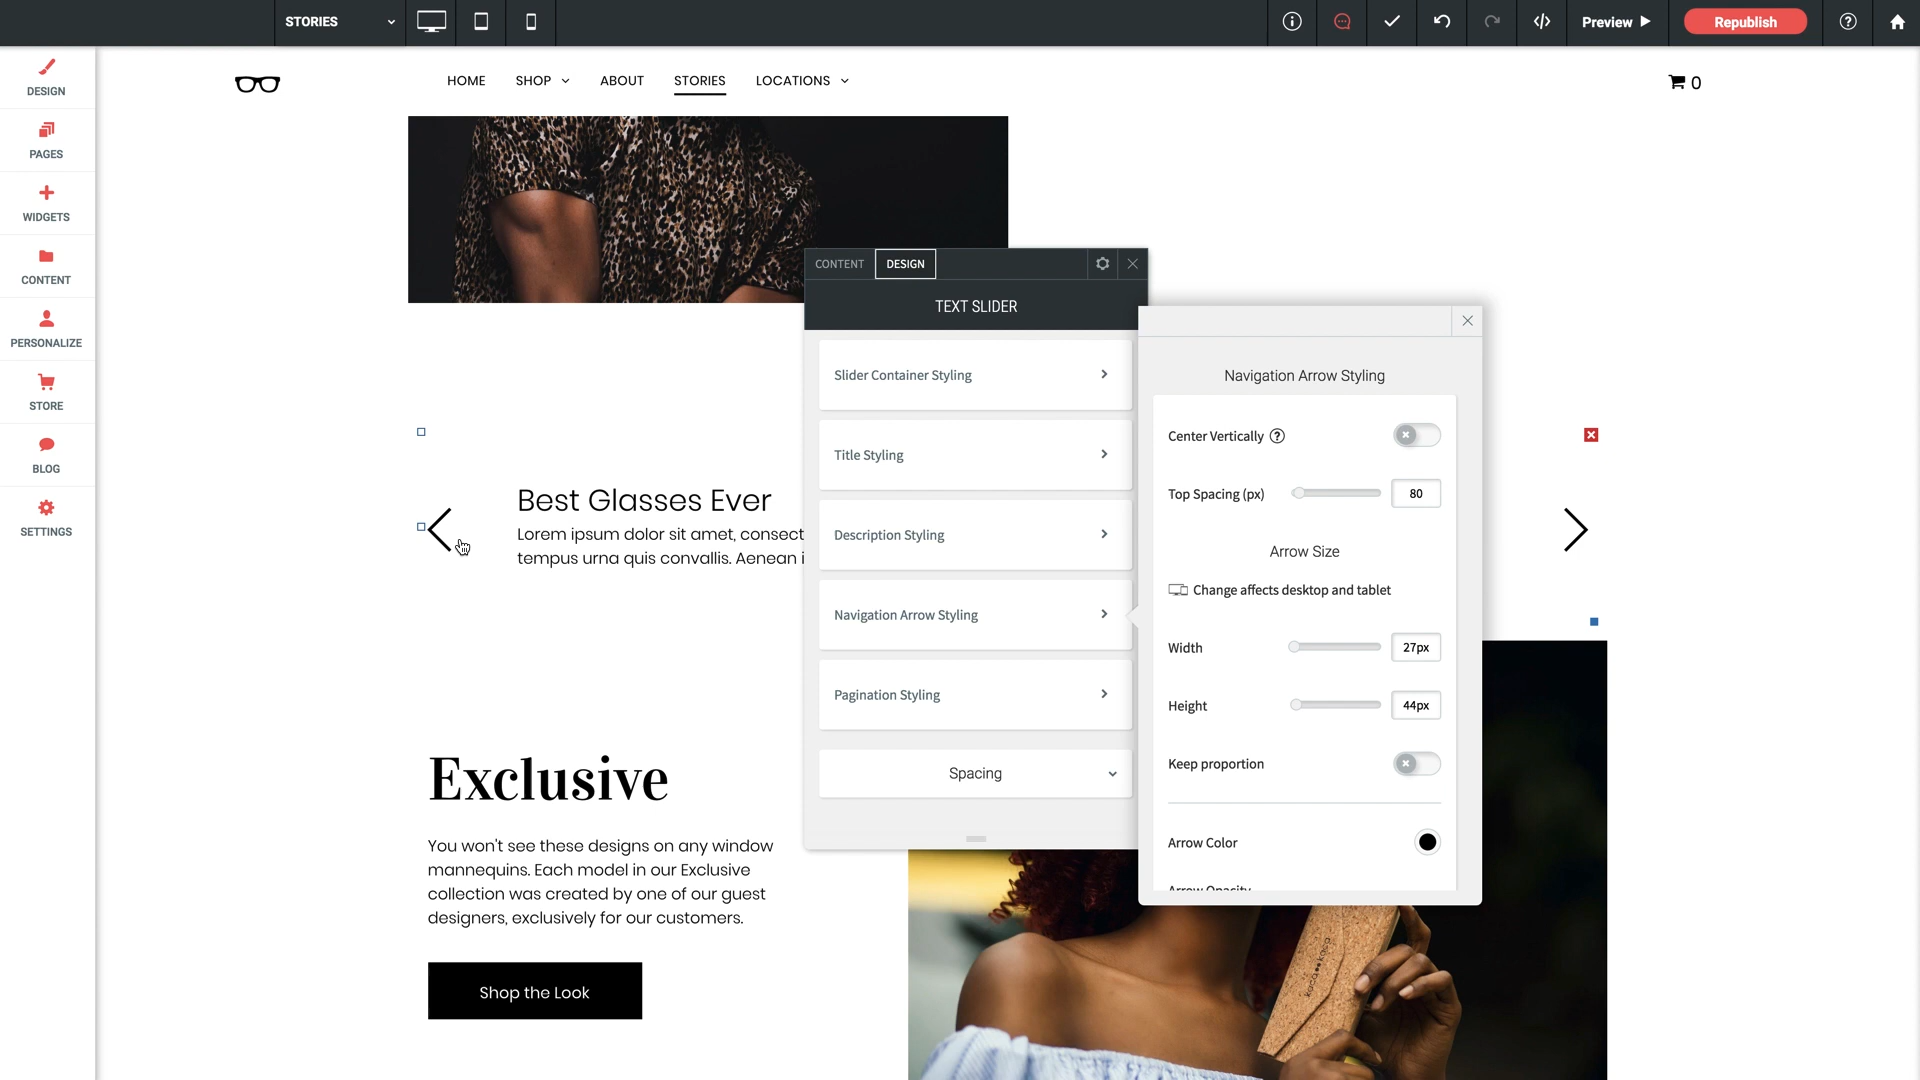 STORIES
Preview
Republish
DESIGN
PAGES
WIDGETS
CONTENT
PERSONALIZE
STORE
BLOG
SETTINGS
HOME
SHOP
ABOUT
STORIES
LOCATIONS
0
CONTENT
DESIGN
TEXT SLIDER
Slider Container Styling
Title Styling
Description Styling
Navigation Arrow Styling
Pagination Styling
Spacing
Navigation Arrow Styling
Center Vertically
Top Spacing (px)
80
Arrow Size
Change affects desktop and tablet
Width
27px
Height
44px
Keep proportion
Arrow Color
Arrow Opacity
Best Glasses Ever
Lorem ipsum dolor sit amet, consect
tempus urna quis convallis. Aenean i
Exclusive
You won't see these designs on any window
mannequins. Each model in our Exclusive
collection was created by one of our guest
designers, exclusively for our customers.
Shop the Look